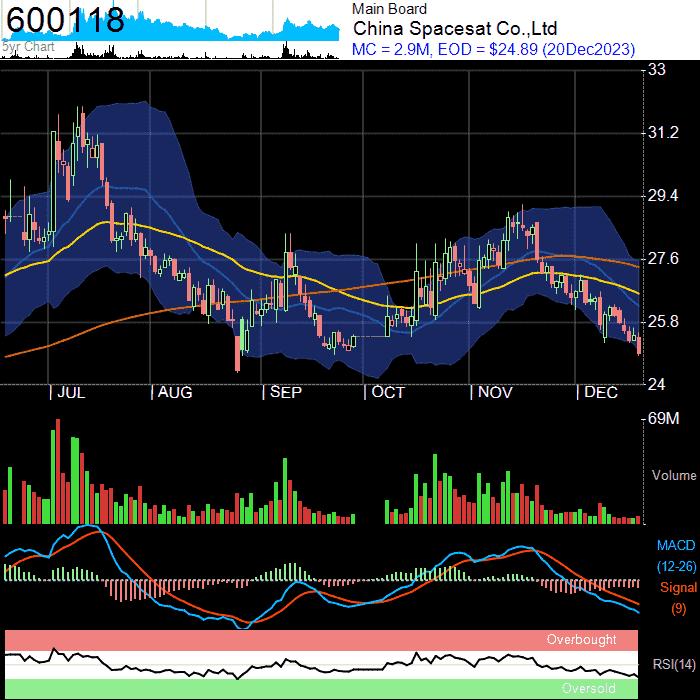 600118
5yr Chart
Main Board
China Spacesat Co.,Ltd
MC = 2.9M, EOD = $24.89 (20Dec2023)
33
31.2
29.4
27.6
25.8
24
JUL AUG SEP OCT NOV DEC
69M
Volume
MACD
(12-26)
Signal
(9)
Overbought
RSI(14)
Oversold